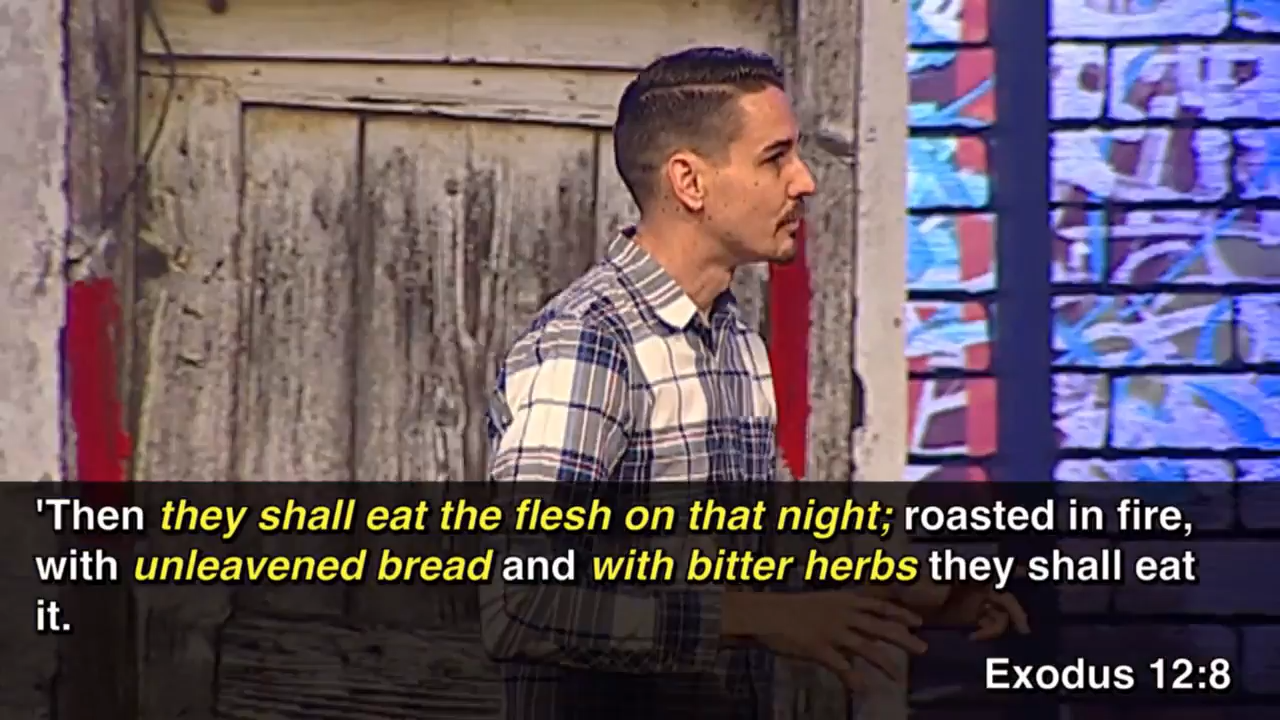 'Then they shall eat the flesh on that night; roasted in fire,
with unleavened bread and with bitter herbs they shall eat
it.
Exodus 12:8